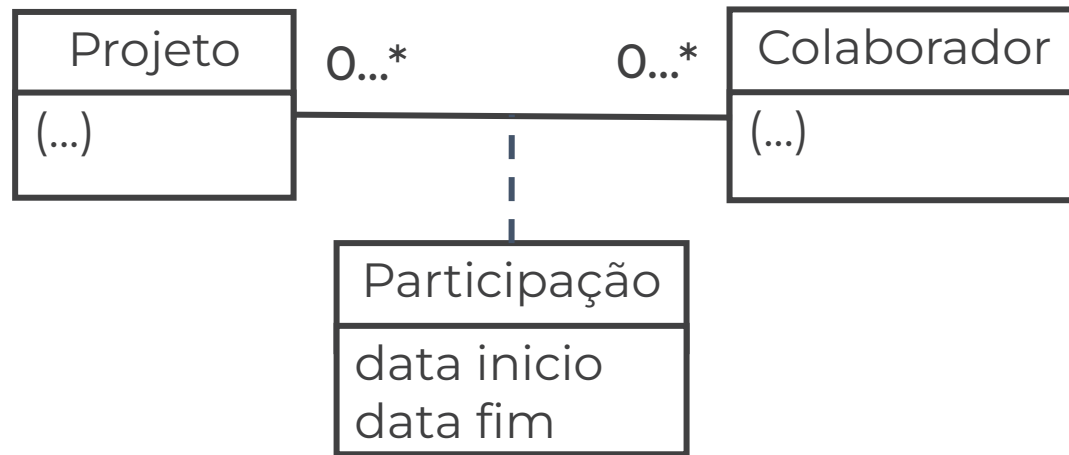 Projeto
0...*
0...*
Colaborador
(...)
(...)
Participação
data inicio
data fim